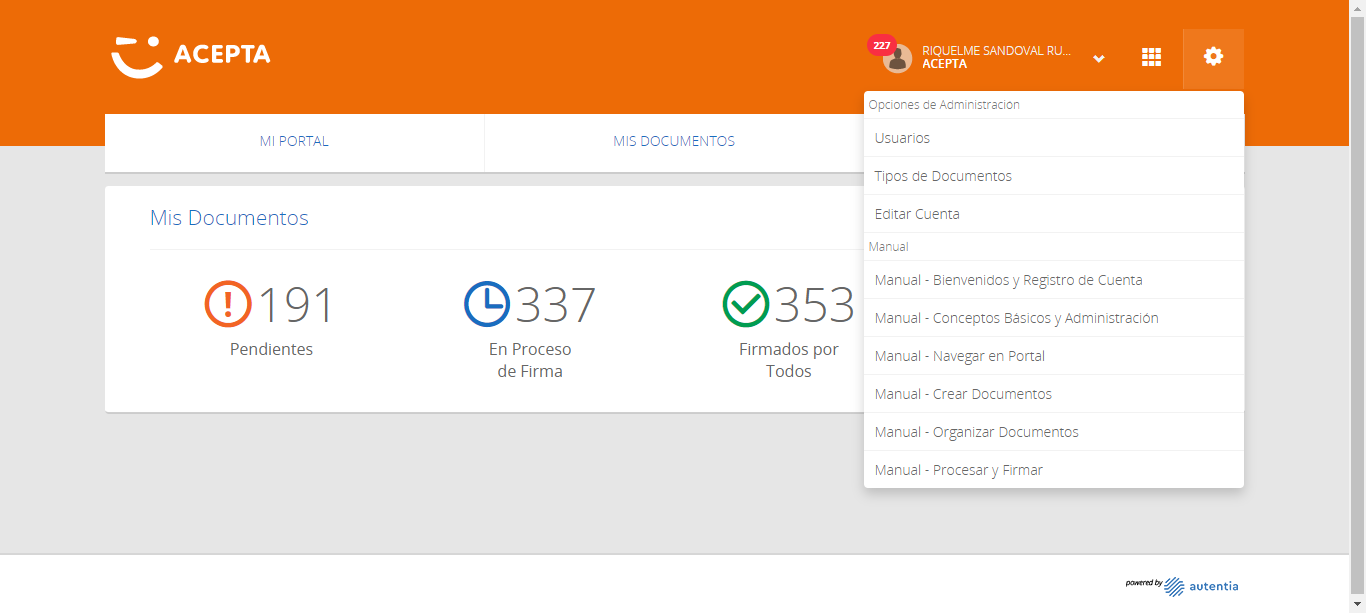 ACEPTA
227
RIQUELME SANDOVAL RU...
ACEPTA
MI PORTAL
MIS DOCUMENTOS
Opciones de Administración
Usuarios
Tipos de Documentos
Editar Cuenta
Manual
Manual - Bienvenidos y Registro de Cuenta
Manual - Conceptos Básicos y Administración
Manual - Navegar en Portal
Manual - Crear Documentos
Manual - Organizar Documentos
Manual - Procesar y Firmar
Mis Documentos
191
Pendientes
337
En Proceso
de Firma
353
Firmados por
Todos
powered by autentia